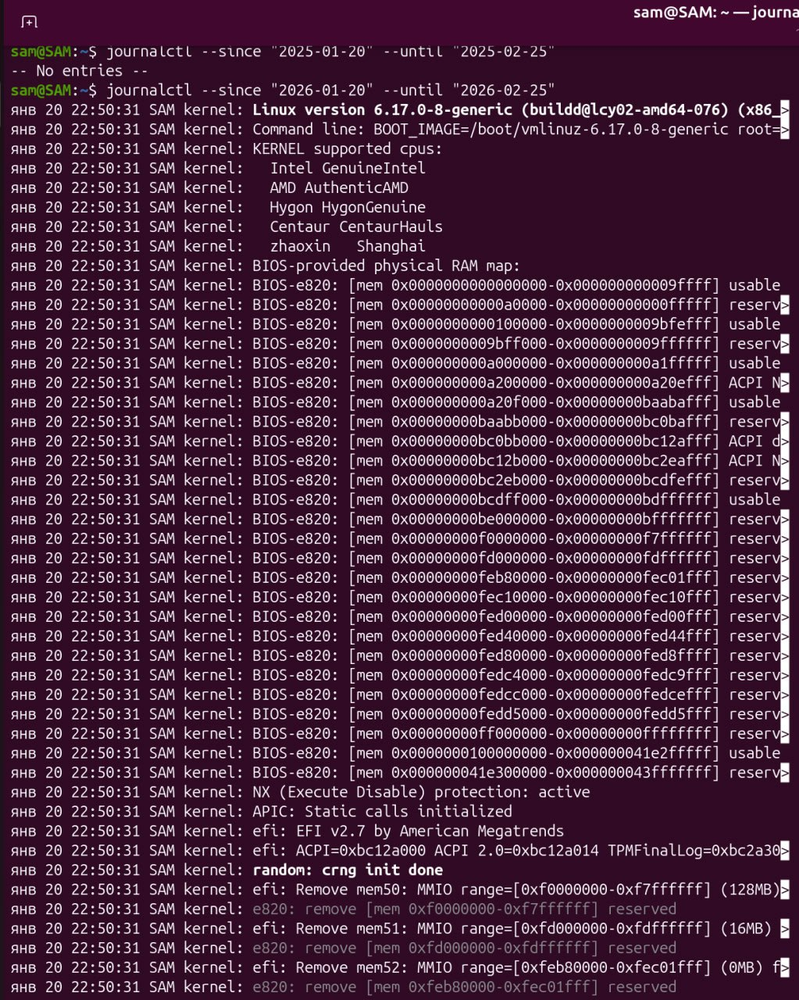 sam@SAM: ~ — journa
sam@SAM:~$ journalctl --since "2025-01-20" --until "2025-02-25"
-- No entries --
sam@SAM:~$ journalctl --since "2026-01-20" --until "2026-02-25"
янв 20 22:50:31 SAM kernel: Linux version 6.17.0-8-generic (buildd@lcy02-amd64-076) (x86_>
янв 20 22:50:31 SAM kernel: Command line: BOOT_IMAGE=/boot/vmlinuz-6.17.0-8-generic root=>
янв 20 22:50:31 SAM kernel: KERNEL supported cpus:
янв 20 22:50:31 SAM kernel:   Intel GenuineIntel
янв 20 22:50:31 SAM kernel:   AMD AuthenticAMD
янв 20 22:50:31 SAM kernel:   Hygon HygonGenuine
янв 20 22:50:31 SAM kernel:   Centaur CentaurHauls
янв 20 22:50:31 SAM kernel:   zhaoxin   Shanghai
янв 20 22:50:31 SAM kernel: BIOS-provided physical RAM map:
янв 20 22:50:31 SAM kernel: BIOS-e820: [mem 0x0000000000000000-0x000000000009ffff] usable
янв 20 22:50:31 SAM kernel: BIOS-e820: [mem 0x00000000000a0000-0x00000000000fffff] reserv>
янв 20 22:50:31 SAM kernel: BIOS-e820: [mem 0x0000000000100000-0x0000000009bfefff] usable
янв 20 22:50:31 SAM kernel: BIOS-e820: [mem 0x0000000009bff000-0x0000000009ffffff] reserv>
янв 20 22:50:31 SAM kernel: BIOS-e820: [mem 0x000000000a000000-0x000000000a1fffff] usable
янв 20 22:50:31 SAM kernel: BIOS-e820: [mem 0x000000000a200000-0x000000000a20efff] ACPI N>
янв 20 22:50:31 SAM kernel: BIOS-e820: [mem 0x000000000a20f000-0x00000000baabafff] usable
янв 20 22:50:31 SAM kernel: BIOS-e820: [mem 0x00000000baabb000-0x00000000bc0bafff] reserv>
янв 20 22:50:31 SAM kernel: BIOS-e820: [mem 0x00000000bc0bb000-0x00000000bc12afff] ACPI d>
янв 20 22:50:31 SAM kernel: BIOS-e820: [mem 0x00000000bc12b000-0x00000000bc2eafff] ACPI N>
янв 20 22:50:31 SAM kernel: BIOS-e820: [mem 0x00000000bc2eb000-0x00000000bcdfefff] reserv>
янв 20 22:50:31 SAM kernel: BIOS-e820: [mem 0x00000000bcdff000-0x00000000bdffffff] usable
янв 20 22:50:31 SAM kernel: BIOS-e820: [mem 0x00000000be000000-0x00000000bfffffff] reserv>
янв 20 22:50:31 SAM kernel: BIOS-e820: [mem 0x00000000f0000000-0x00000000f7ffffff] reserv>
янв 20 22:50:31 SAM kernel: BIOS-e820: [mem 0x00000000fd000000-0x00000000fdffffff] reserv>
янв 20 22:50:31 SAM kernel: BIOS-e820: [mem 0x00000000feb80000-0x00000000fec01fff] reserv>
янв 20 22:50:31 SAM kernel: BIOS-e820: [mem 0x00000000fec10000-0x00000000fec10fff] reserv>
янв 20 22:50:31 SAM kernel: BIOS-e820: [mem 0x00000000fed00000-0x00000000fed00fff] reserv>
янв 20 22:50:31 SAM kernel: BIOS-e820: [mem 0x00000000fed40000-0x00000000fed44fff] reserv>
янв 20 22:50:31 SAM kernel: BIOS-e820: [mem 0x00000000fed80000-0x00000000fed8ffff] reserv>
янв 20 22:50:31 SAM kernel: BIOS-e820: [mem 0x00000000fedc4000-0x00000000fedc9fff] reserv>
янв 20 22:50:31 SAM kernel: BIOS-e820: [mem 0x00000000fedcc000-0x00000000fedcefff] reserv>
янв 20 22:50:31 SAM kernel: BIOS-e820: [mem 0x00000000fedd5000-0x00000000fedd5fff] reserv>
янв 20 22:50:31 SAM kernel: BIOS-e820: [mem 0x00000000ff000000-0x00000000ffffffff] reserv>
янв 20 22:50:31 SAM kernel: BIOS-e820: [mem 0x0000000100000000-0x000000041e2fffff] usable
янв 20 22:50:31 SAM kernel: BIOS-e820: [mem 0x000000041e300000-0x000000043fffffff] reserv>
янв 20 22:50:31 SAM kernel: NX (Execute Disable) protection: active
янв 20 22:50:31 SAM kernel: APIC: Static calls initialized
янв 20 22:50:31 SAM kernel: efi: EFI v2.7 by American Megatrends
янв 20 22:50:31 SAM kernel: efi: ACPI=0xbc12a000 ACPI 2.0=0xbc12a014 TPMFinalLog=0xbc2a30>
янв 20 22:50:31 SAM kernel: random: crng init done
янв 20 22:50:31 SAM kernel: efi: Remove mem50: MMIO range=[0xf0000000-0xf7ffffff] (128MB)>
янв 20 22:50:31 SAM kernel: e820: remove [mem 0xf0000000-0xf7ffffff] reserved
янв 20 22:50:31 SAM kernel: efi: Remove mem51: MMIO range=[0xfd000000-0xfdffffff] (16MB) >
янв 20 22:50:31 SAM kernel: e820: remove [mem 0xfd000000-0xfdffffff] reserved
янв 20 22:50:31 SAM kernel: efi: Remove mem52: MMIO range=[0xfeb80000-0xfec01fff] (0MB) f>
янв 20 22:50:31 SAM kernel: e820: remove [mem 0xfeb80000-0xfec01fff] reserved